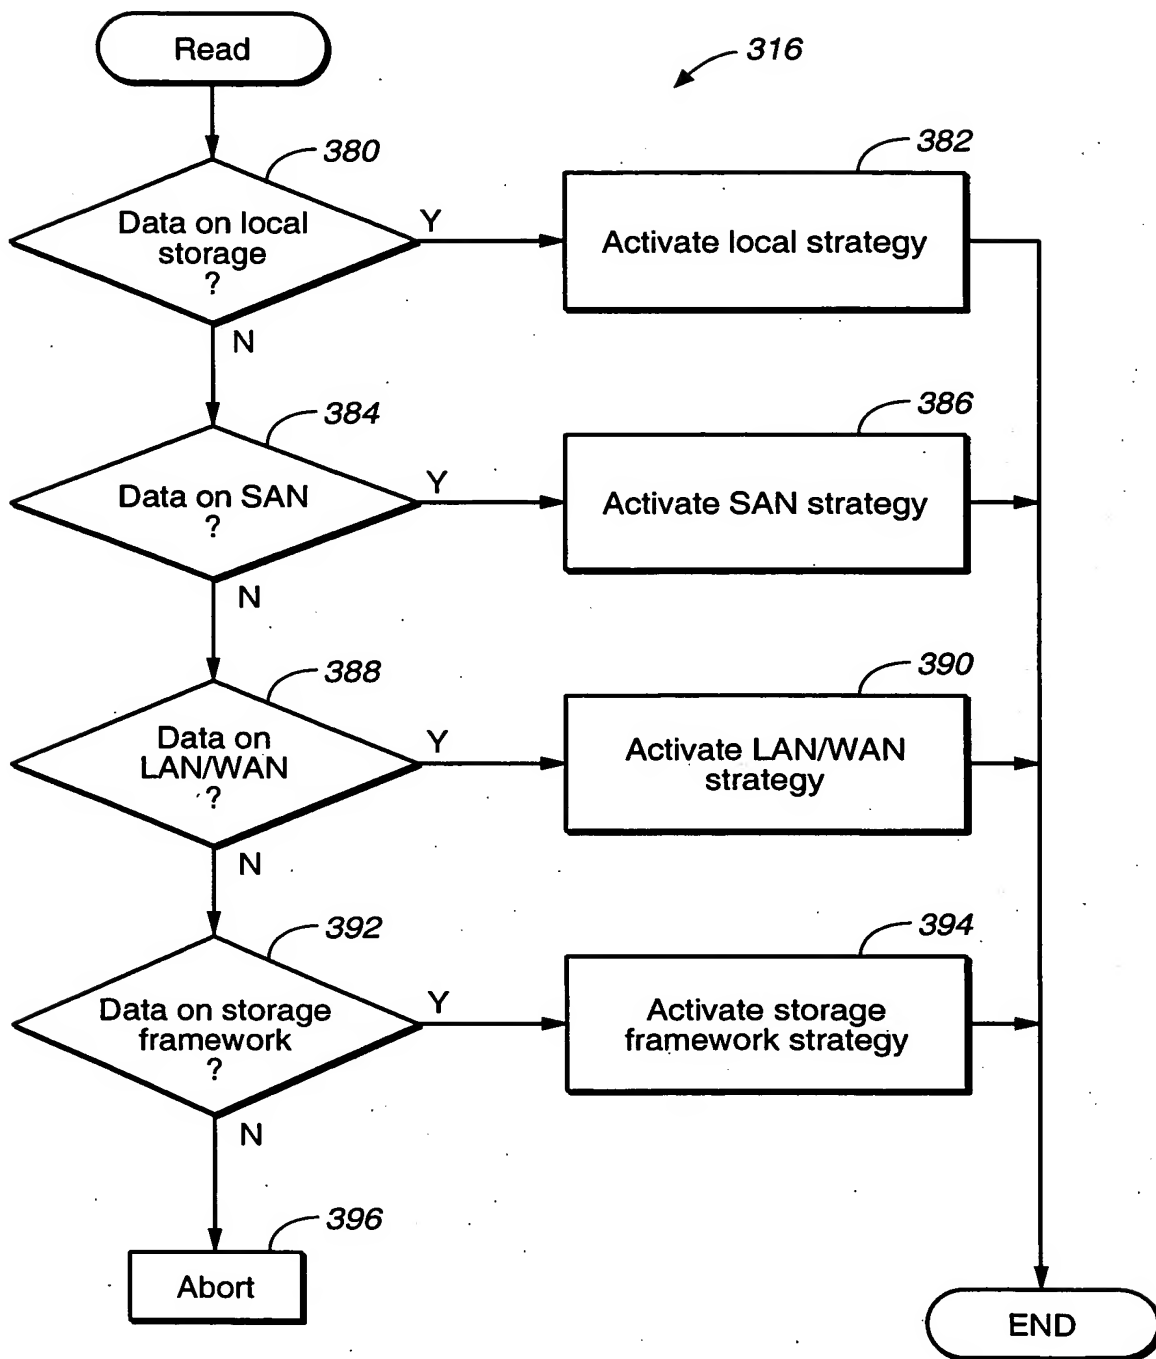 Read
316
380
382
Data on local
storage
?
Y
Activate local strategy
N
384
386
Data on SAN
?
Y
Activate SAN strategy
N
388
390
Data on
LAN/WAN
?
Y
Activate LAN/WAN
strategy
N
392
394
Data on storage
framework
?
Y
Activate storage
framework strategy
N
396
Abort
END